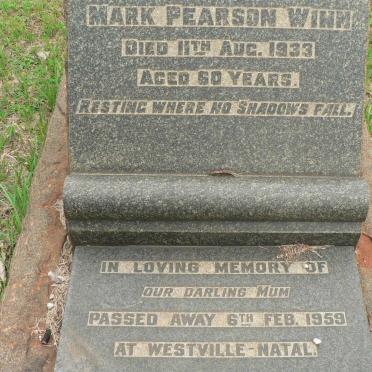 MARK PEARSON WINN
DIED 11TH AUG. 1933
AGED 60 YEARS.
RESTING WHERE NO SHADOWS FALL.
IN LOVING MEMORY OF
OUR DARLING MUM
PASSED AWAY 6TH FEB. 1959
AT WESTVILLE-NATAL.